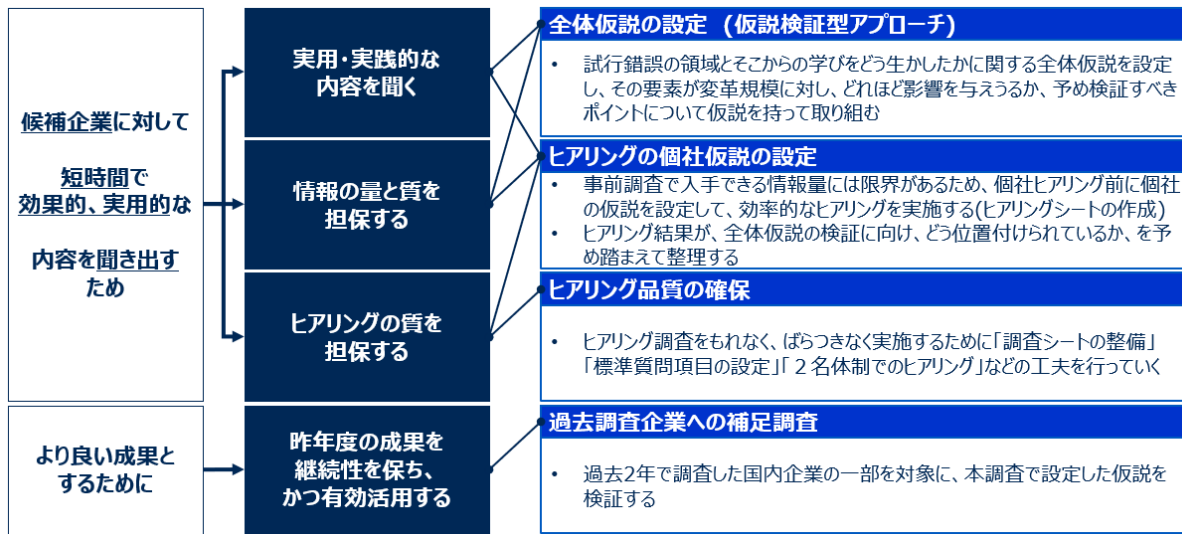 候補企業に対して
短時間で
効果的、実用的な
内容を聞き出す
ため
実用・実践的な
内容を聞く
情報の量と質を
担保する
ヒアリングの質を
担保する
全体仮説の設定 (仮説検証型アプローチ)
• 試行錯誤の領域とそこからの学びをどう生かしたかに関する全体仮説を設定
し、その要素が変革規模に対し、どれほど影響を与えうるか、予め検証すべき
ポイントについて仮説を持って取り組む
ヒアリングの個社仮説の設定
• 事前調査で入手できる情報量には限界があるため、個社ヒアリング前に個社
の仮説を設定して、効率的なヒアリングを実施する(ヒアリングシートの作成)
• ヒアリング結果が、全体仮説の検証に向け、どう位置付けられているか、を予
め踏まえて整理する
ヒアリング品質の確保
• ヒアリング調査をもれなく、ばらつきなく実施するために「調査シートの整備」
「標準質問項目の設定」「２名体制でのヒアリング」などの工夫を行っていく
より良い成果と
するために
昨年度の成果を
継続性を保ち、
かつ有効活用する
過去調査企業への補足調査
• 過去2年で調査した国内企業の一部を対象に、本調査で設定した仮説を
検証する